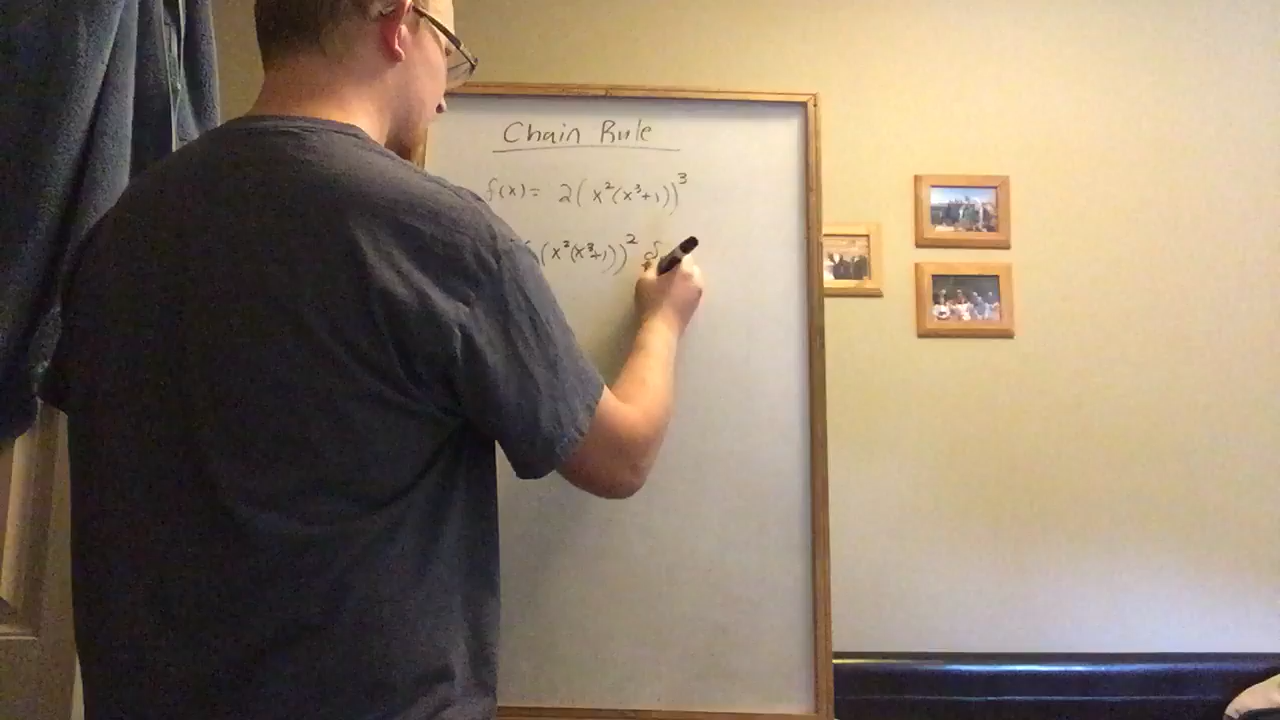 Chain Rule
f(x) = 2(x²(x³+1))³
(x²(x³+1))² d